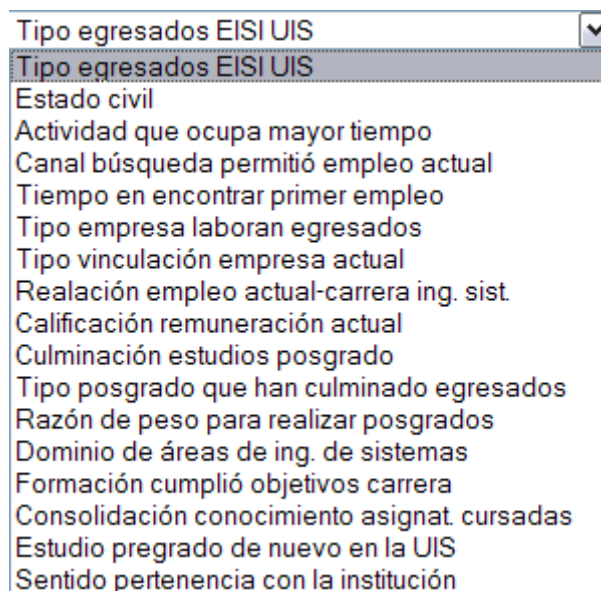 Tipo egresados EISI UIS
Tipo egresados EISI UIS
Estado civil
Actividad que ocupa mayor tiempo
Canal búsqueda permitió empleo actual
Tiempo en encontrar primer empleo
Tipo empresa laboran egresados
Tipo vinculación empresa actual
Realación empleo actual-carrera ing. sist.
Calificación remuneración actual
Culminación estudios posgrado
Tipo posgrado que han culminado egresados
Razón de peso para realizar posgrados
Dominio de áreas de ing. de sistemas
Formación cumplió objetivos carrera
Consolidación conocimiento asignat. cursadas
Estudio pregrado de nuevo en la UIS
Sentido pertenencia con la institución